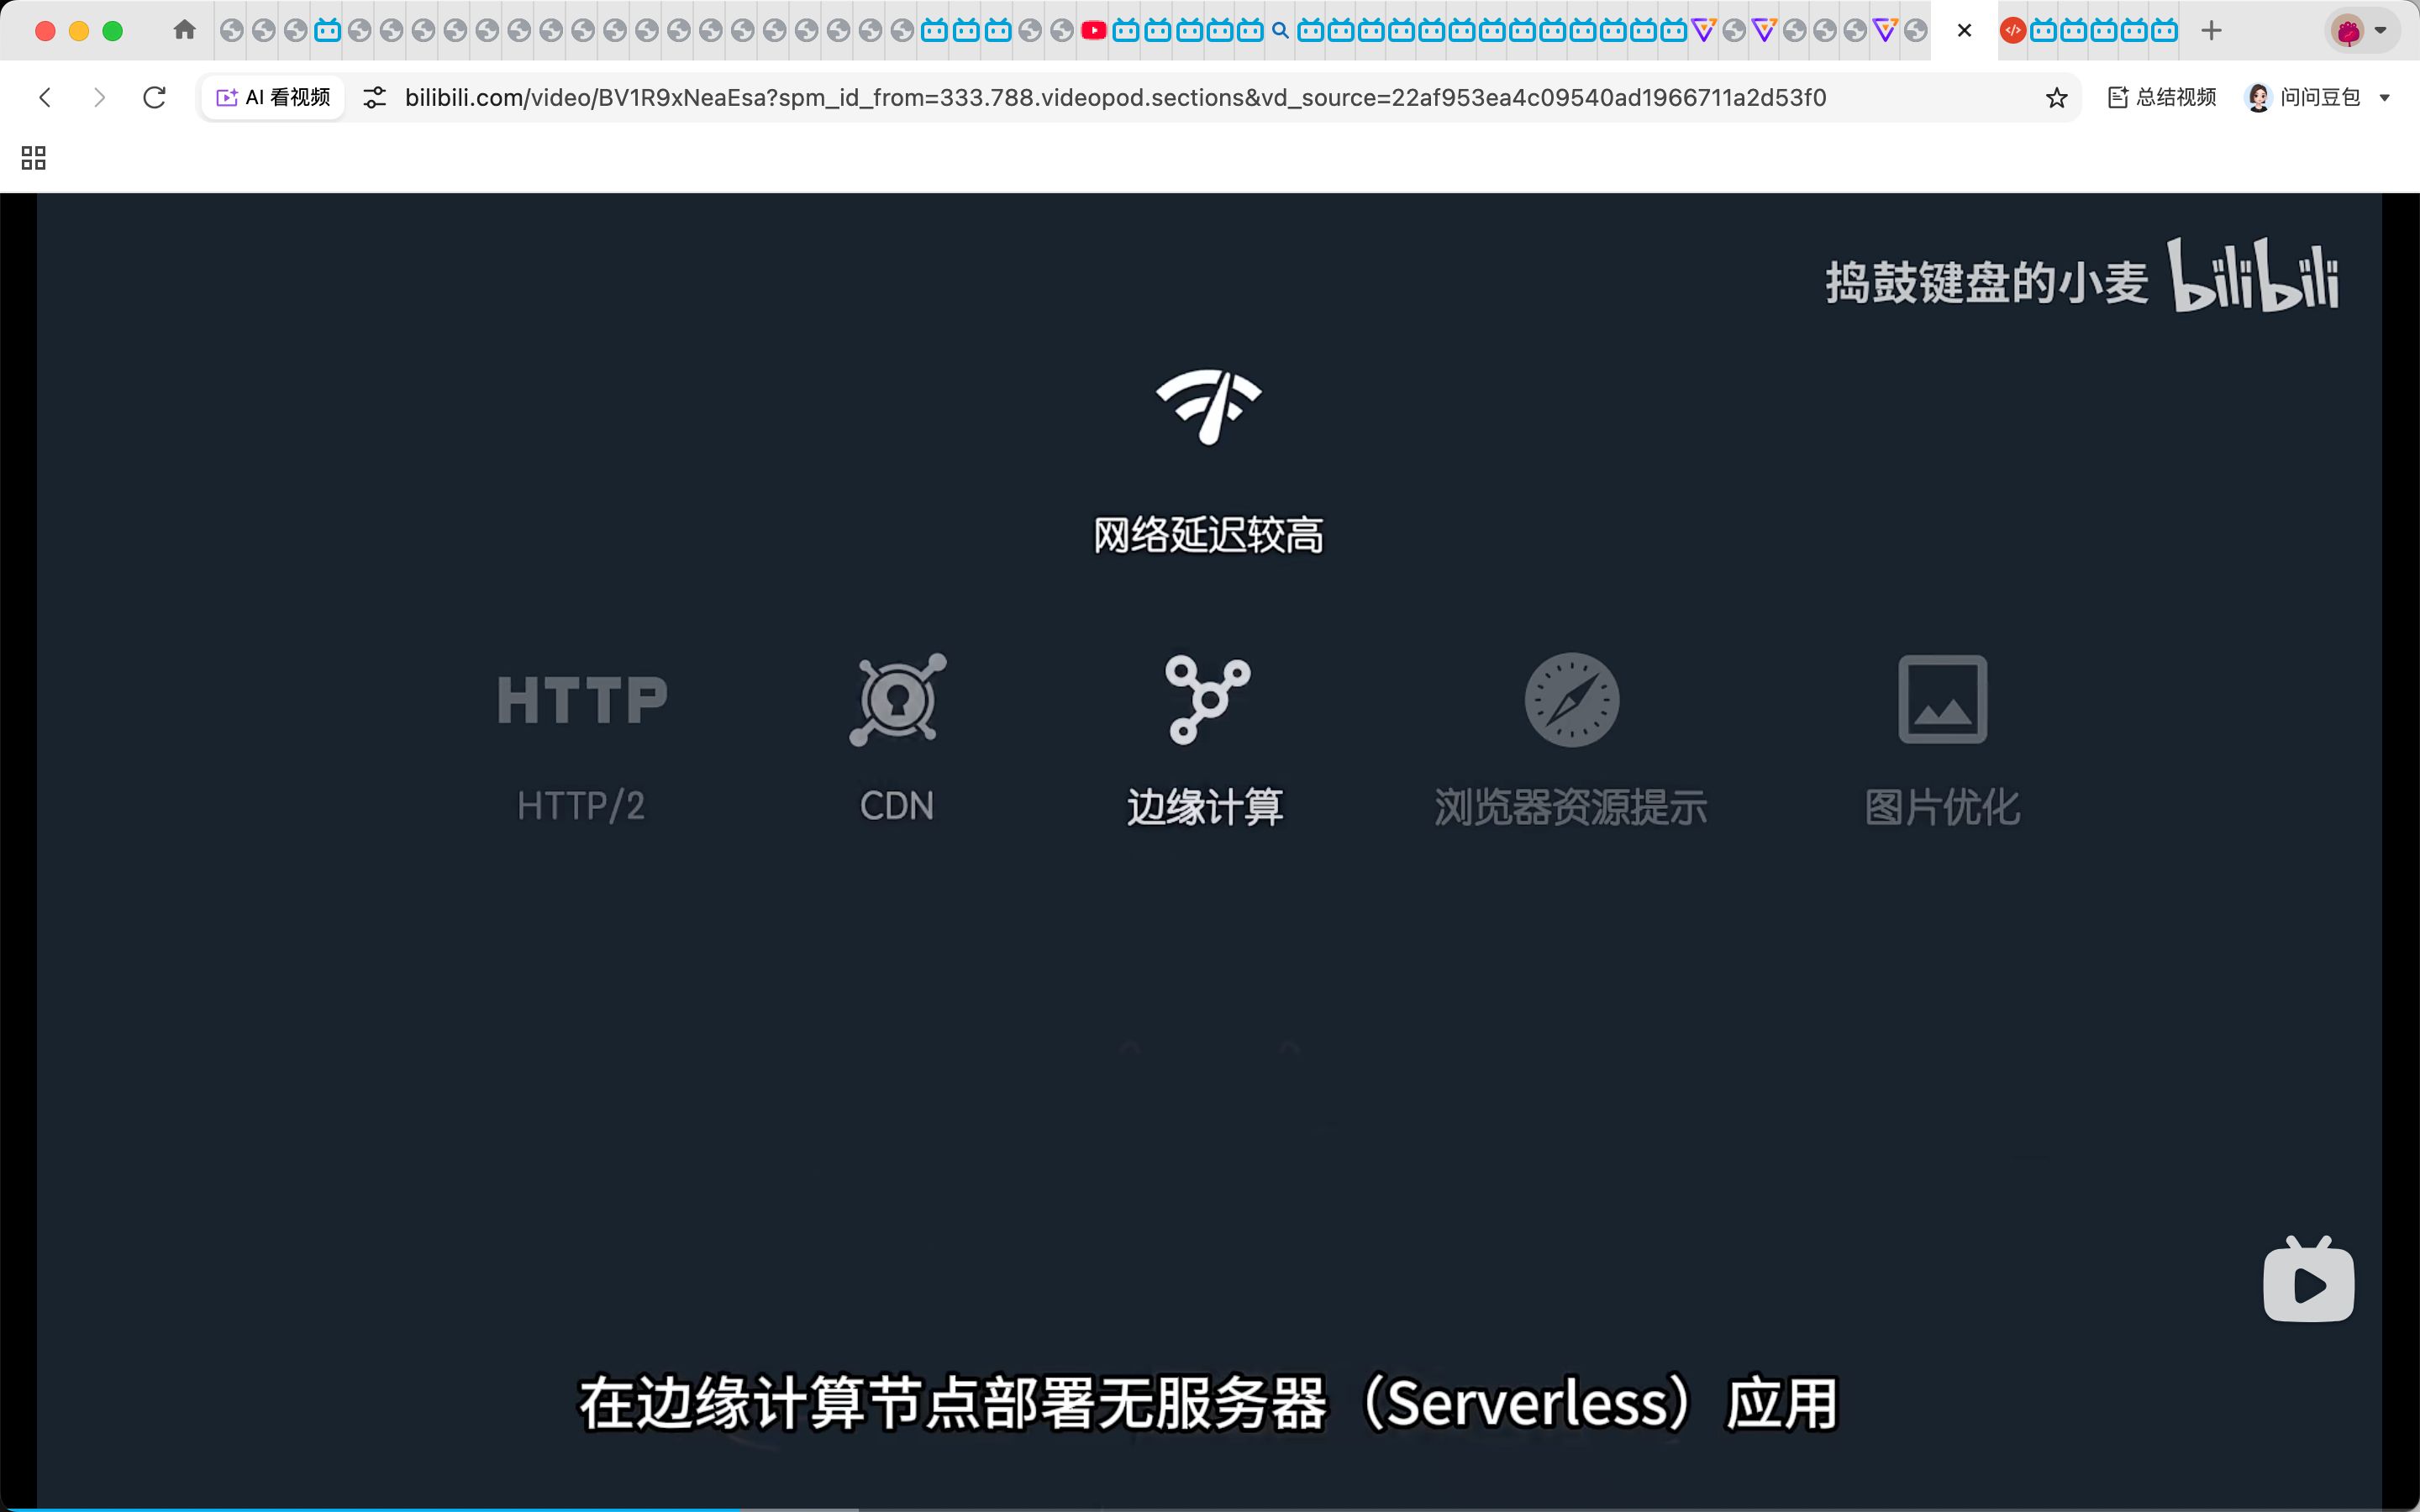 AI 看视频
bilibili.com/video/BV1R9xNeaEsa?spm_id_from=333.788.videopod.sections&vd_source=22af953ea4c09540ad1966711a2d53f0
总结视频
问问豆包
捣鼓键盘的小麦 bilibili
网络延迟较高
HTTP
HTTP/2
CDN
边缘计算
浏览器资源提示
图片优化
在边缘计算节点部署无服务器（Serverless）应用